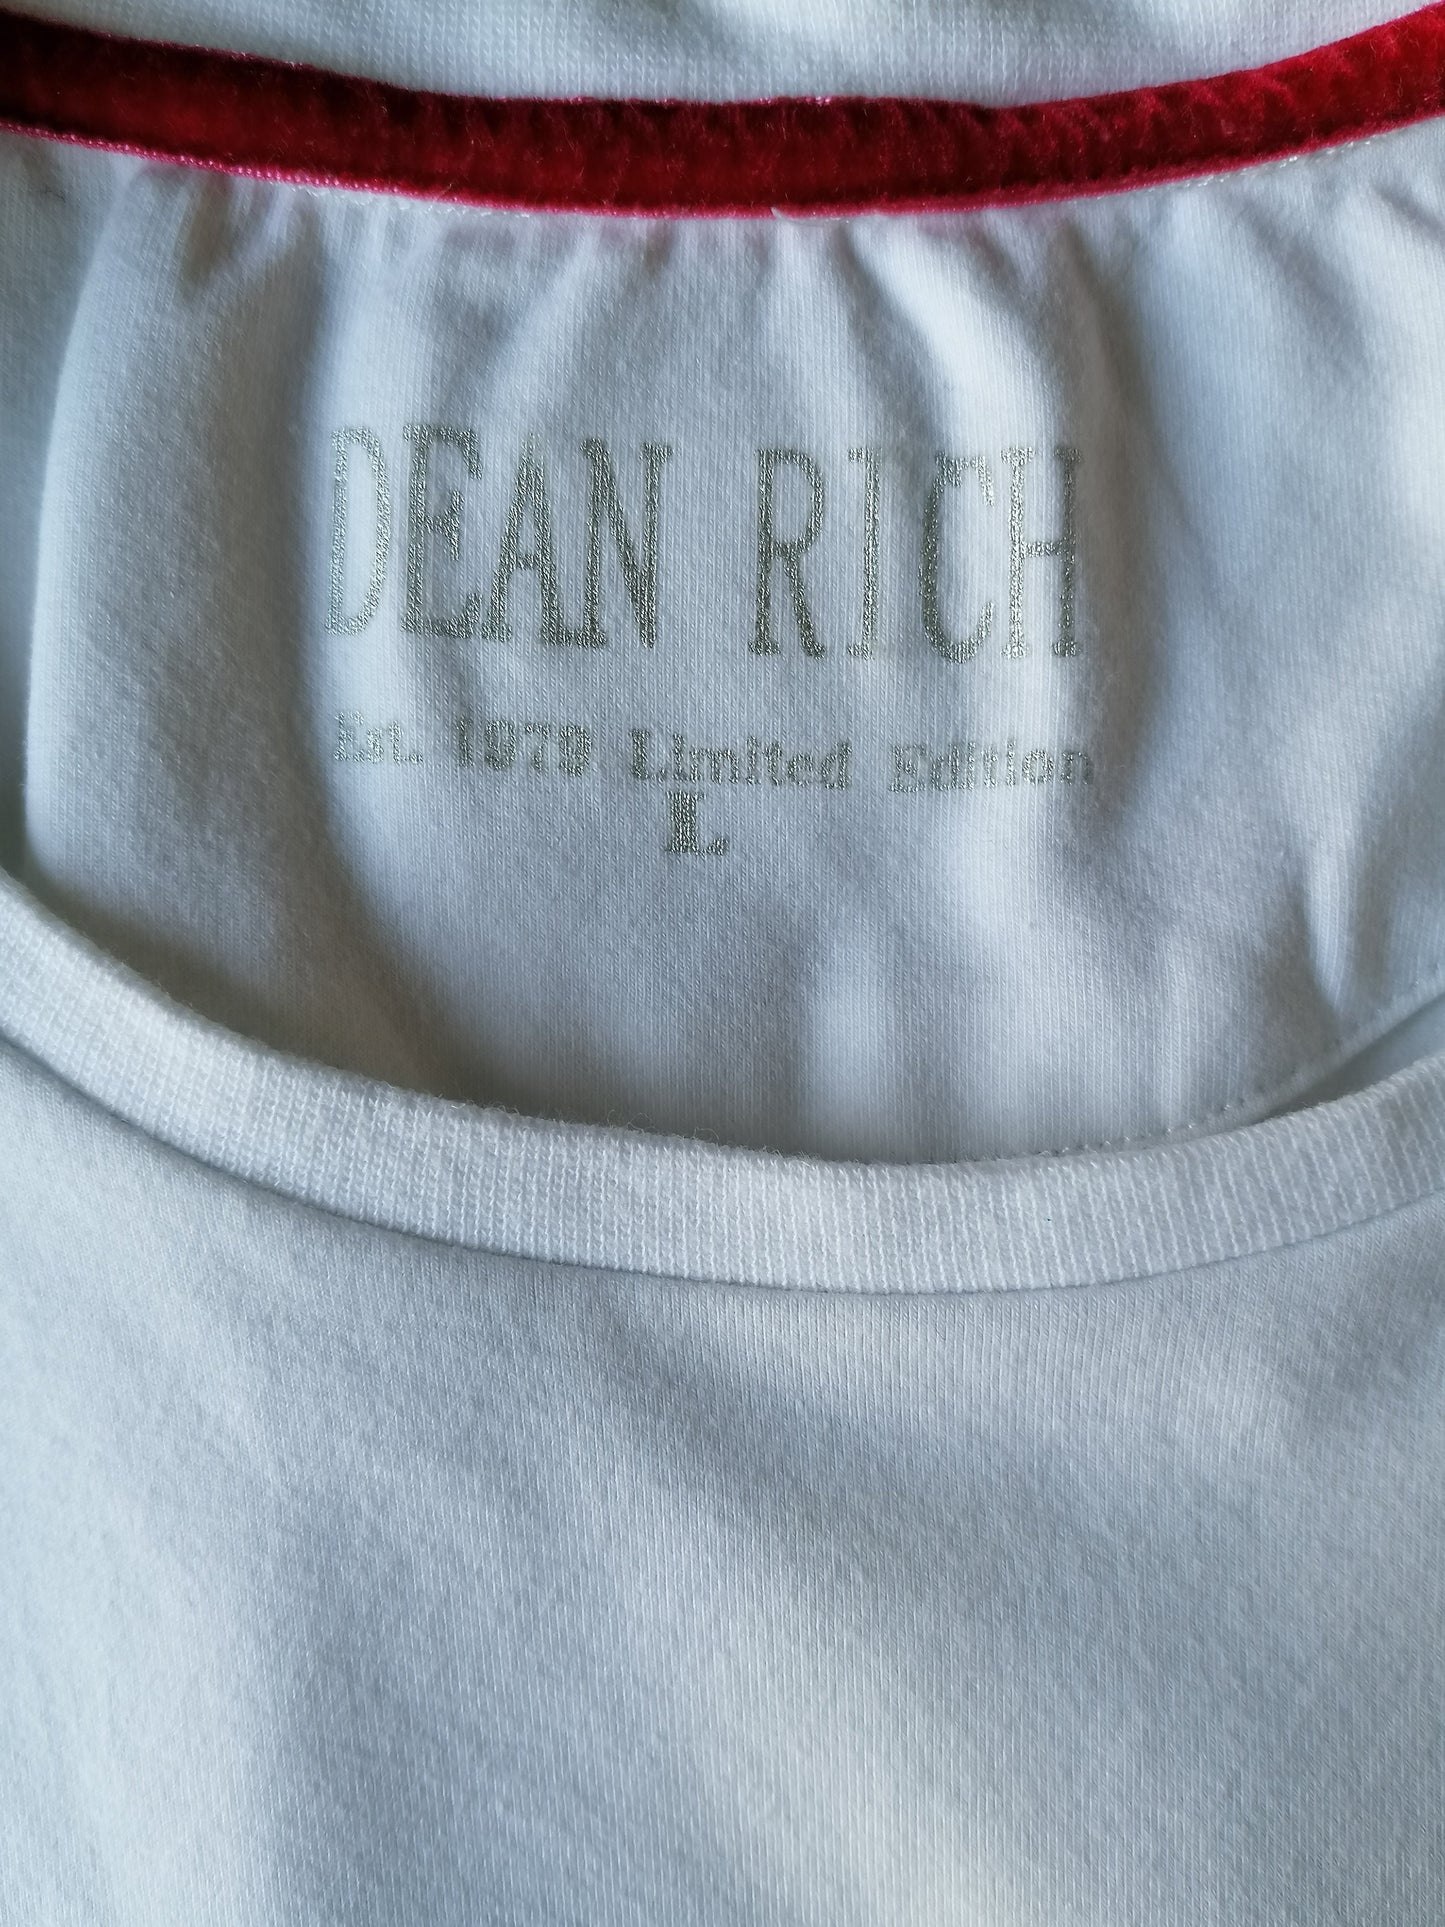 DEAN RICH
Est. 1979 Limited Edition
L